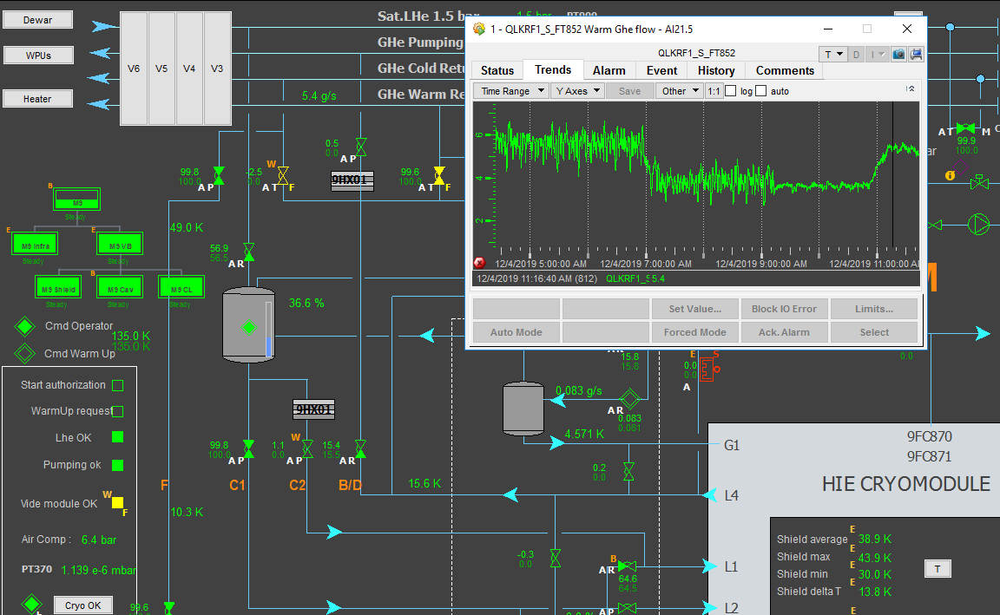 Dewar
WPUs
Heater
V6 V5 V4 V3
Sat.LHe 1.5 bar
GHe Pumping
GHe Cold Retu
GHe Warm Re
5.4 g/s
1 - QLKRF1_S_FT852 Warm Ghe flow - AI21.5
QLKRF1_S_FT852
T D I
Status Trends Alarm Event History Comments
Time Range Y Axes Save Other 1:1 log auto
6
4
2
12/4/2019 5:00:00 AM 12/4/2019 7:00:00 AM 12/4/2019 9:00:00 AM 12/4/2019 11:00:00 AM
12/4/2019 11:16:40 AM (812) QLKRF1_S 5.4
Set Value... Block IO Error Limits...
Auto Mode Forced Mode Ack. Alarm Select
0.5
0.0
A P
99.8
100.0
A P
-2.5
0.0
W
A T F
9HX01
99.6
100.0
A T F
A T M
99.9
100.0
B
M9
Steady
E
M9 Infra
Steady
E
M9 VB
Steady
M9 Shield
Steady
B
M9 Cav
Steady
M9 CL
Steady
49.0 K
56.9
56.5
A R
36.6 %
Cmd Operator
135.0 K
135.0 K
Cmd Warm Up
Start authorization
WarmUp request
Lhe OK
Pumping ok
Vide module OK
W
F
Air Comp : 6.4 bar
PT370 1.139 e-6 mbar
Cryo OK
99.6
9HX01
99.8
100.0
A P
W
1.1
0.0
A P
15.4
15.5
A R
F C1 C2 B/D
15.6 K
10.3 K
15.8
15.8
0.083 g/s
A R
0.083
0.081
4.571 K
E S
0.0
0.0
A
0.0
0.2
0.0
-0.3
0.0
B
A R
64.6
64.5
A P
G1
L4
L1
L2
9FC870
9FC871
HIE CRYOMODULE
E
Shield average 38.9 K
E
Shield max 43.9 K
E
Shield min 30.0 K
E
Shield delta T 13.8 K
E
T